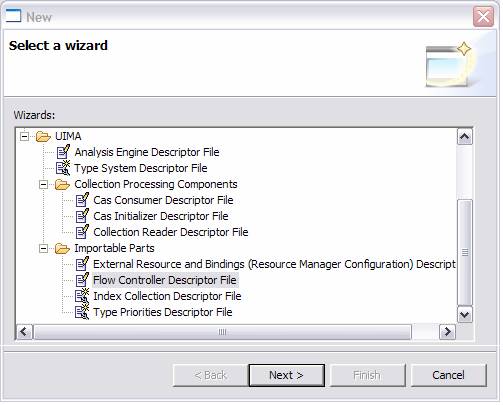 New
Select a wizard
Wizards:
UIMA
Analysis Engine Descriptor File
Type System Descriptor File
Collection Processing Components
Cas Consumer Descriptor File
Cas Initializer Descriptor File
Collection Reader Descriptor File
Importable Parts
External Resource and Bindings (Resource Manager Configuration) Descript
Flow Controller Descriptor File
Index Collection Descriptor File
Type Priorities Descriptor File
< Back Next > Finish Cancel